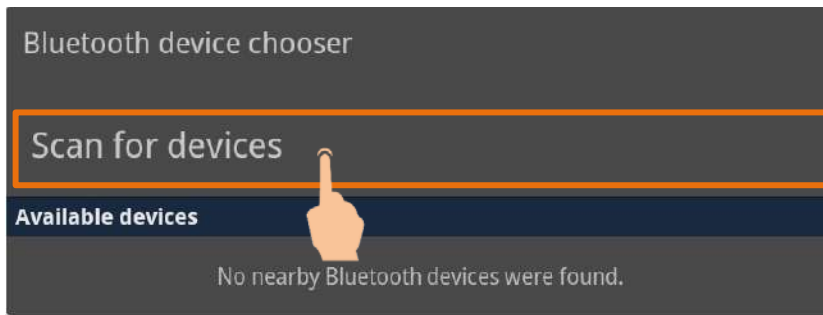 Bluetooth device chooser
Scan for devices
Available devices
No nearby Bluetooth devices were found.